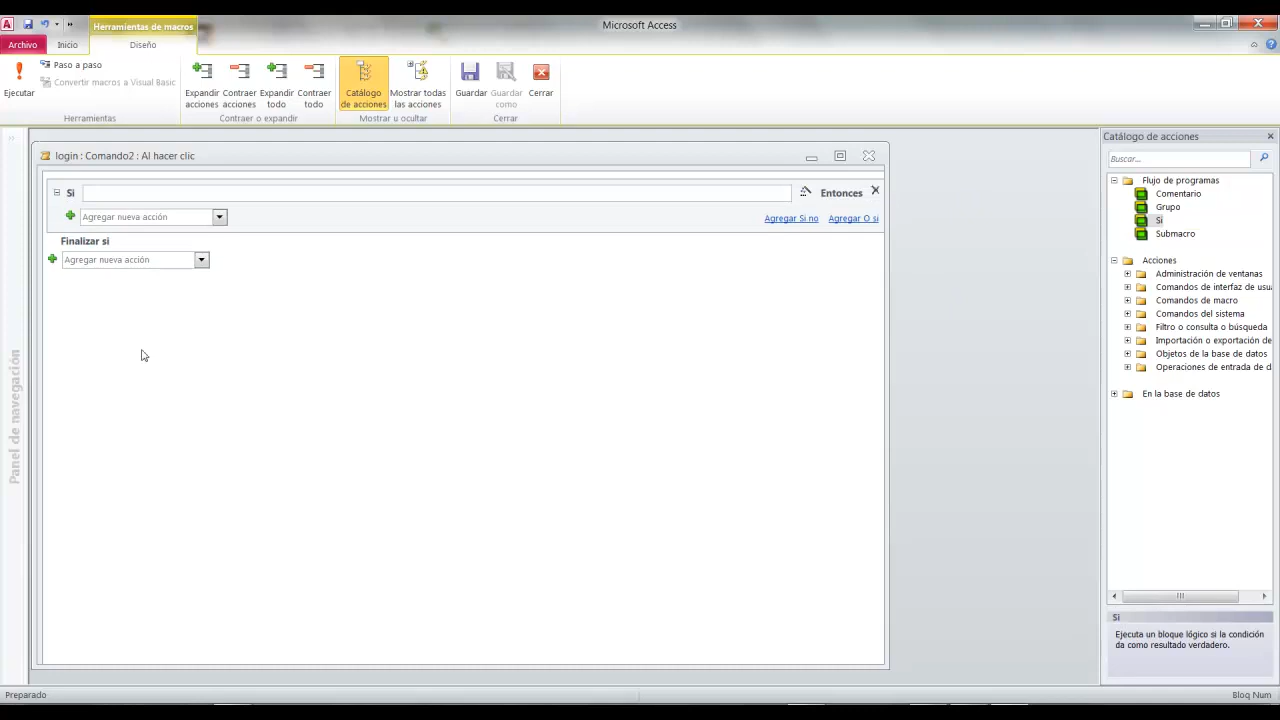 Herramientas de macros
Microsoft Access
Archivo
Inicio
Diseño
Ejecutar
Paso a paso
Convertir macros a Visual Basic
Herramientas
Expandir acciones
Contraer acciones
Expandir todo
Contraer todo
Contraer o expandir
Catálogo de acciones
Mostrar todas las acciones
Mostrar u ocultar
Guardar
Guardar como
Cerrar
Cerrar
login : Comando2 : Al hacer clic
Si
Entonces
Agregar nueva acción
Agregar Si no
Agregar O si
Finalizar si
Agregar nueva acción
Panel de navegación
Catálogo de acciones
Buscar...
Flujo de programas
Comentario
Grupo
Si
Submacro
Acciones
Administración de ventanas
Comandos de interfaz de usua
Comandos de macro
Comandos del sistema
Filtro o consulta o búsqueda
Importación o exportación de
Objetos de la base de datos
Operaciones de entrada de d
En la base de datos
Si
Ejecuta un bloque lógico si la condición
da como resultado verdadero.
Preparado
Bloq Num